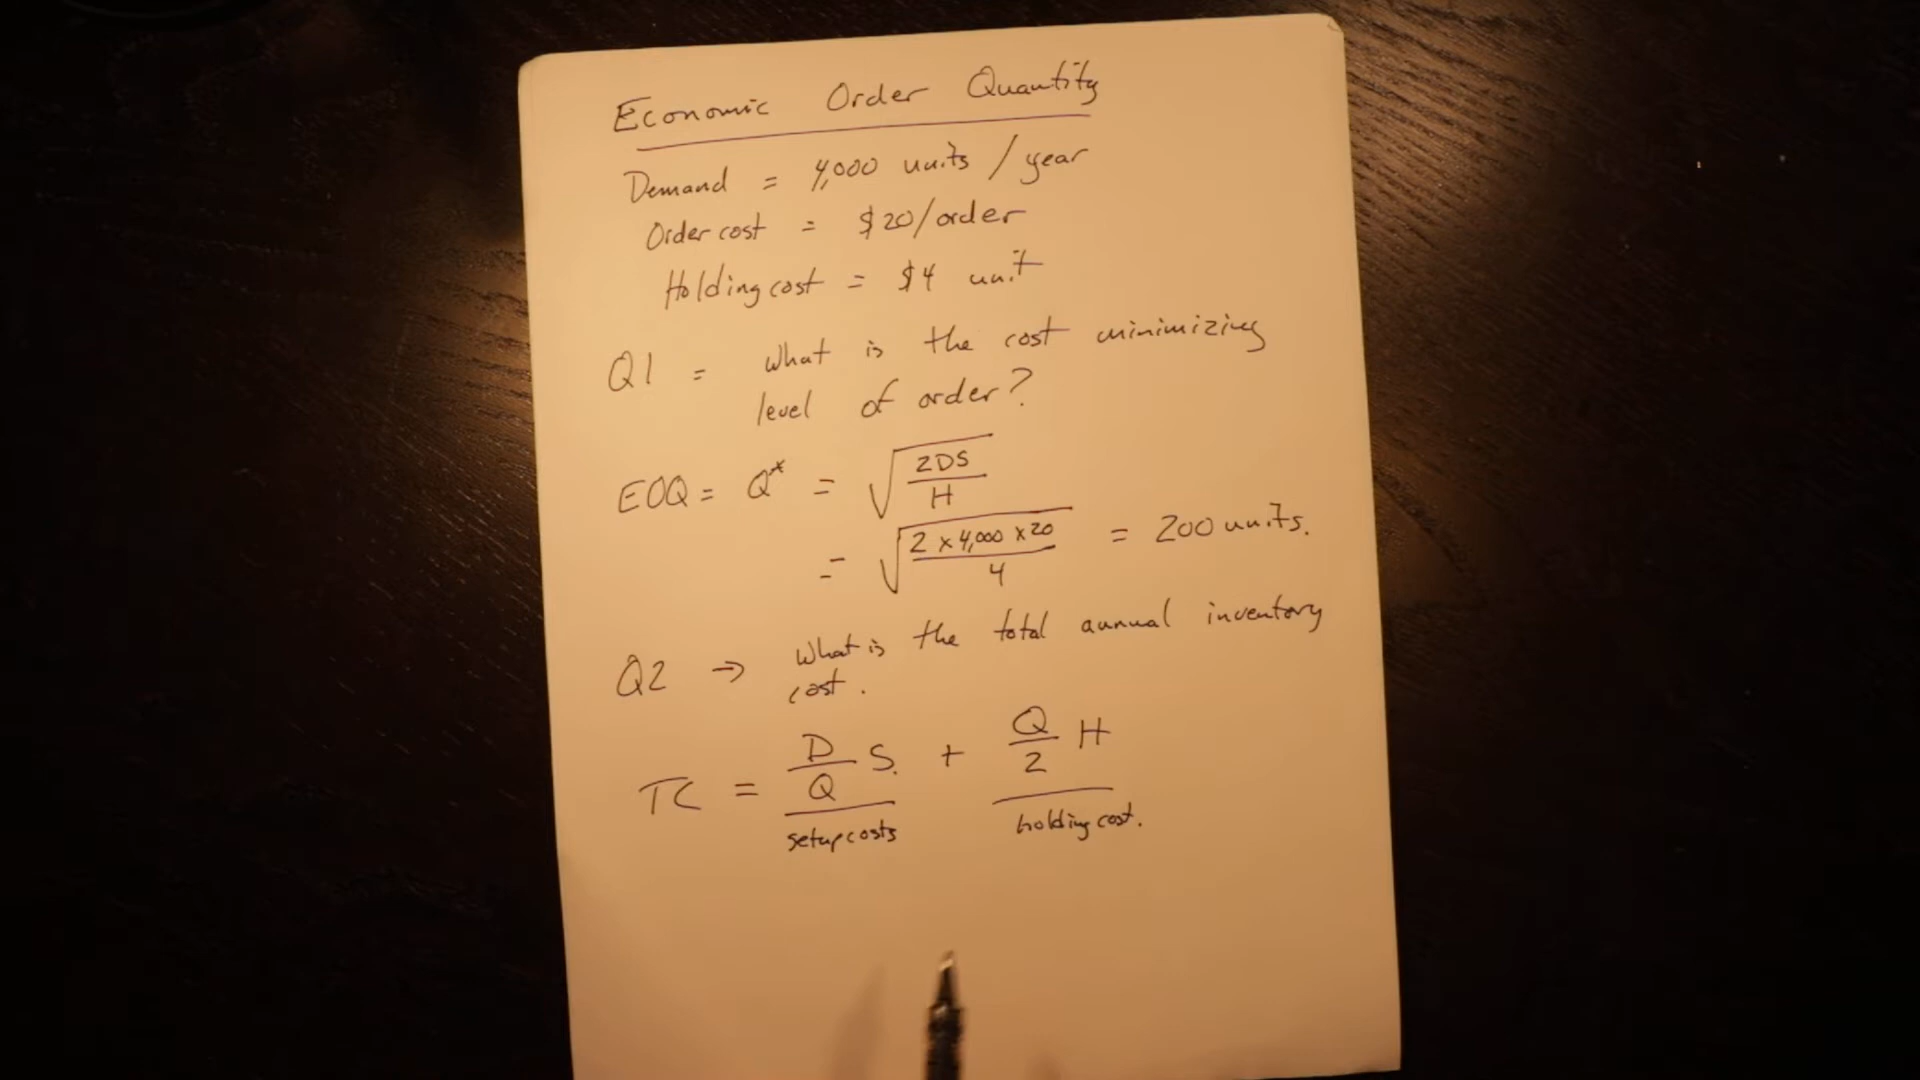 Economic Order Quantity
Demand = 4,000 units / year
Order cost = $20/order
Holding cost = $4 unit
Q1 = what is the cost minimizing
level of order?
EOQ = Q* = √(2DS/H)
= √(2 x 4,000 x 20/4) = 200 units.
Q2 → What is the total annual inventory
cost.
TC = D/Q S. + Q/2 H
setup costs holding cost.